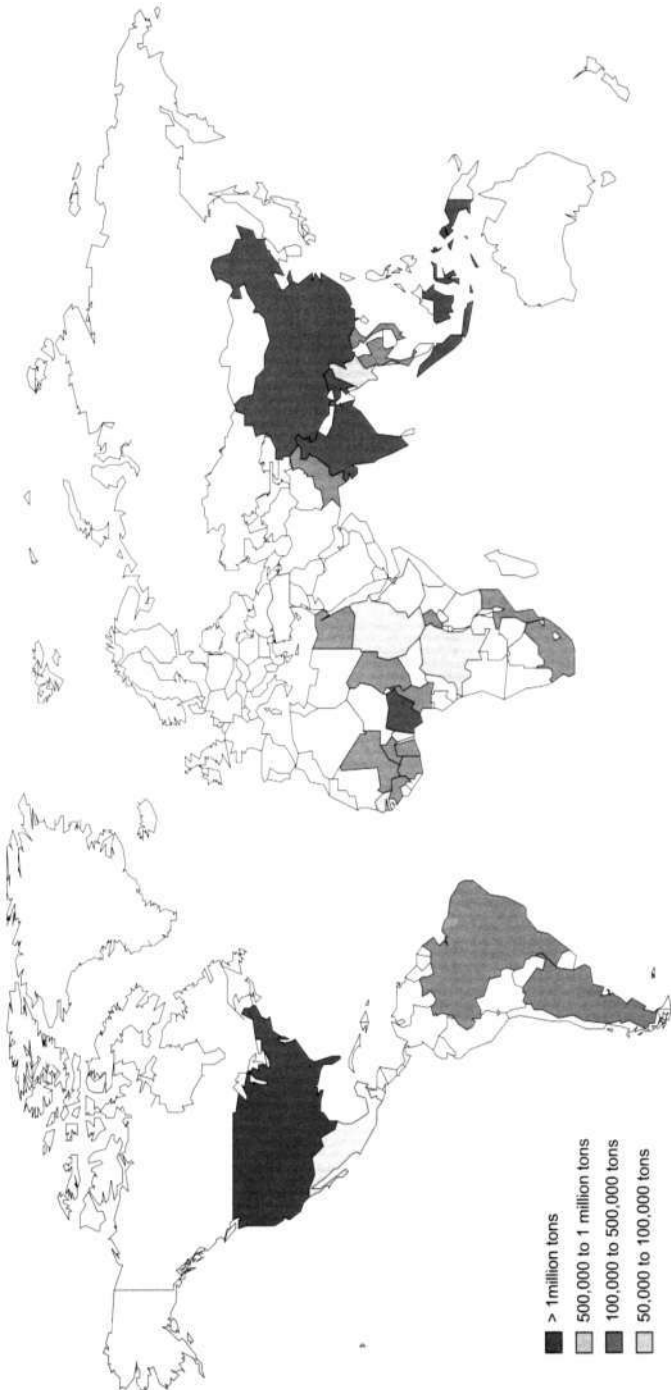 > 1million tons
500,000 to 1 million tons
100,000 to 500,000 tons
50,000 to 100,000 tons